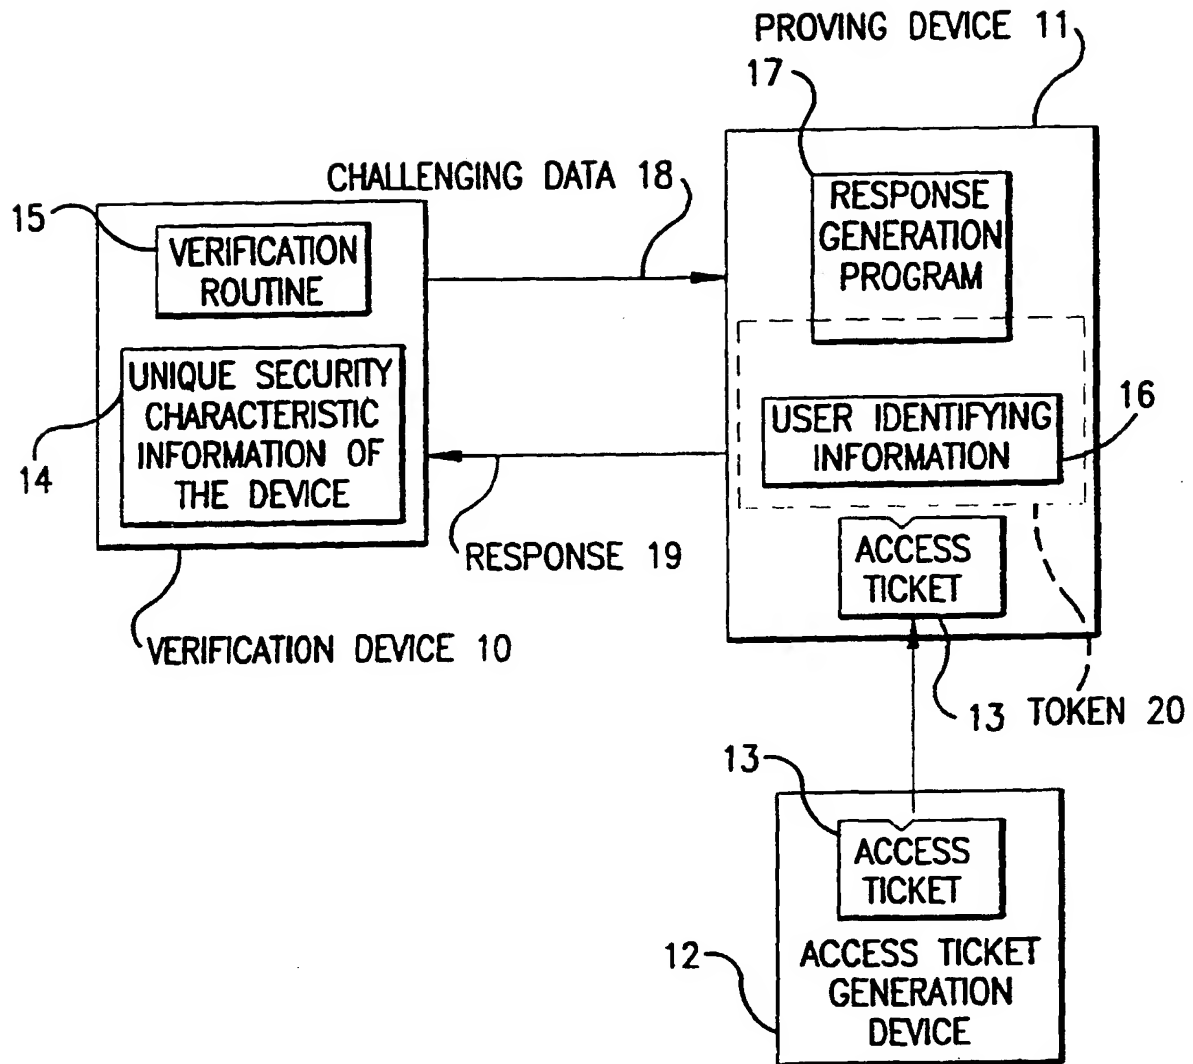 PROVING DEVICE 11
17
CHALLENGING DATA 18
15
VERIFICATION
ROUTINE
RESPONSE
GENERATION
PROGRAM
UNIQUE SECURITY
CHARACTERISTIC
INFORMATION OF
THE DEVICE
14
USER IDENTIFYING
INFORMATION
16
RESPONSE 19
ACCESS
TICKET
VERIFICATION DEVICE 10
13
TOKEN 20
13
ACCESS
TICKET
12
ACCESS TICKET
GENERATION
DEVICE